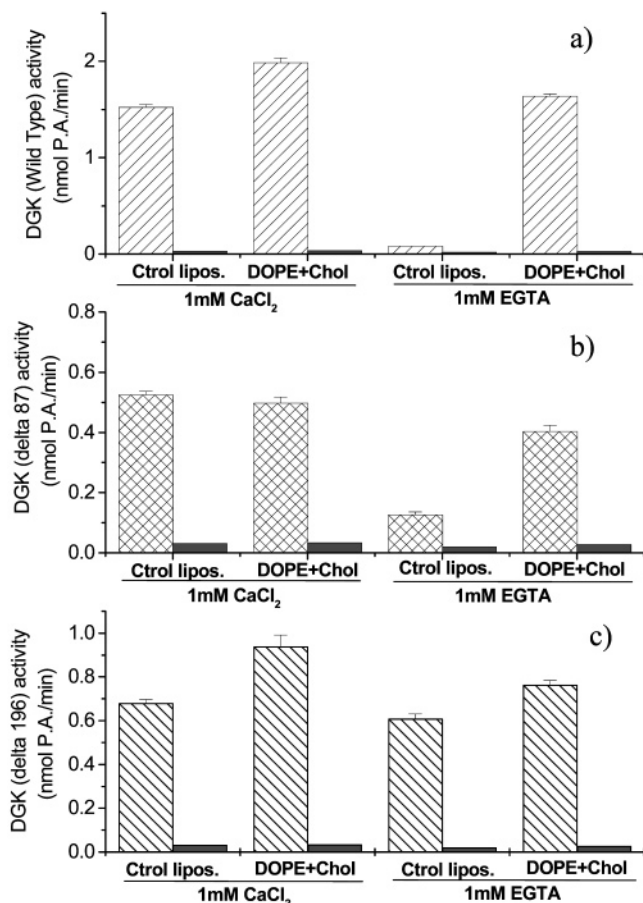 a)
DGK (Wild Type) activity
(nmol P.A./min)
2
1
0
Ctrol lipos. DOPE+Chol Ctrol lipos. DOPE+Chol
1mM CaCl₂ 1mM EGTA
b)
DGK (delta 87) activity
(nmol P.A./min)
0.8
0.6
0.4
0.2
0.0
Ctrol lipos. DOPE+Chol Ctrol lipos. DOPE+Chol
1mM CaCl₂ 1mM EGTA
c)
DGK (delta 196) activity
(nmol P.A./min)
1.0
0.8
0.6
0.4
0.2
0.0
Ctrol lipos. DOPE+Chol Ctrol lipos. DOPE+Chol
1mM CaCl₂ 1mM EGTA